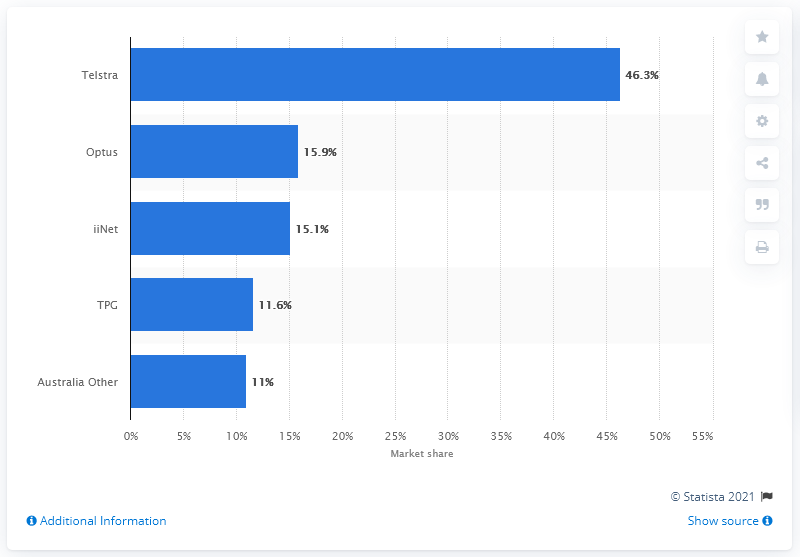 Telstra 46.3%
Optus 15.9%
iiNet 15.1%
TPG 11.6%
Australia Other 11%
0% 5% 10% 15% 20% 25% 30% 35% 40% 45% 50% 55%
Market share
© Statista 2021
Additional Information Show source